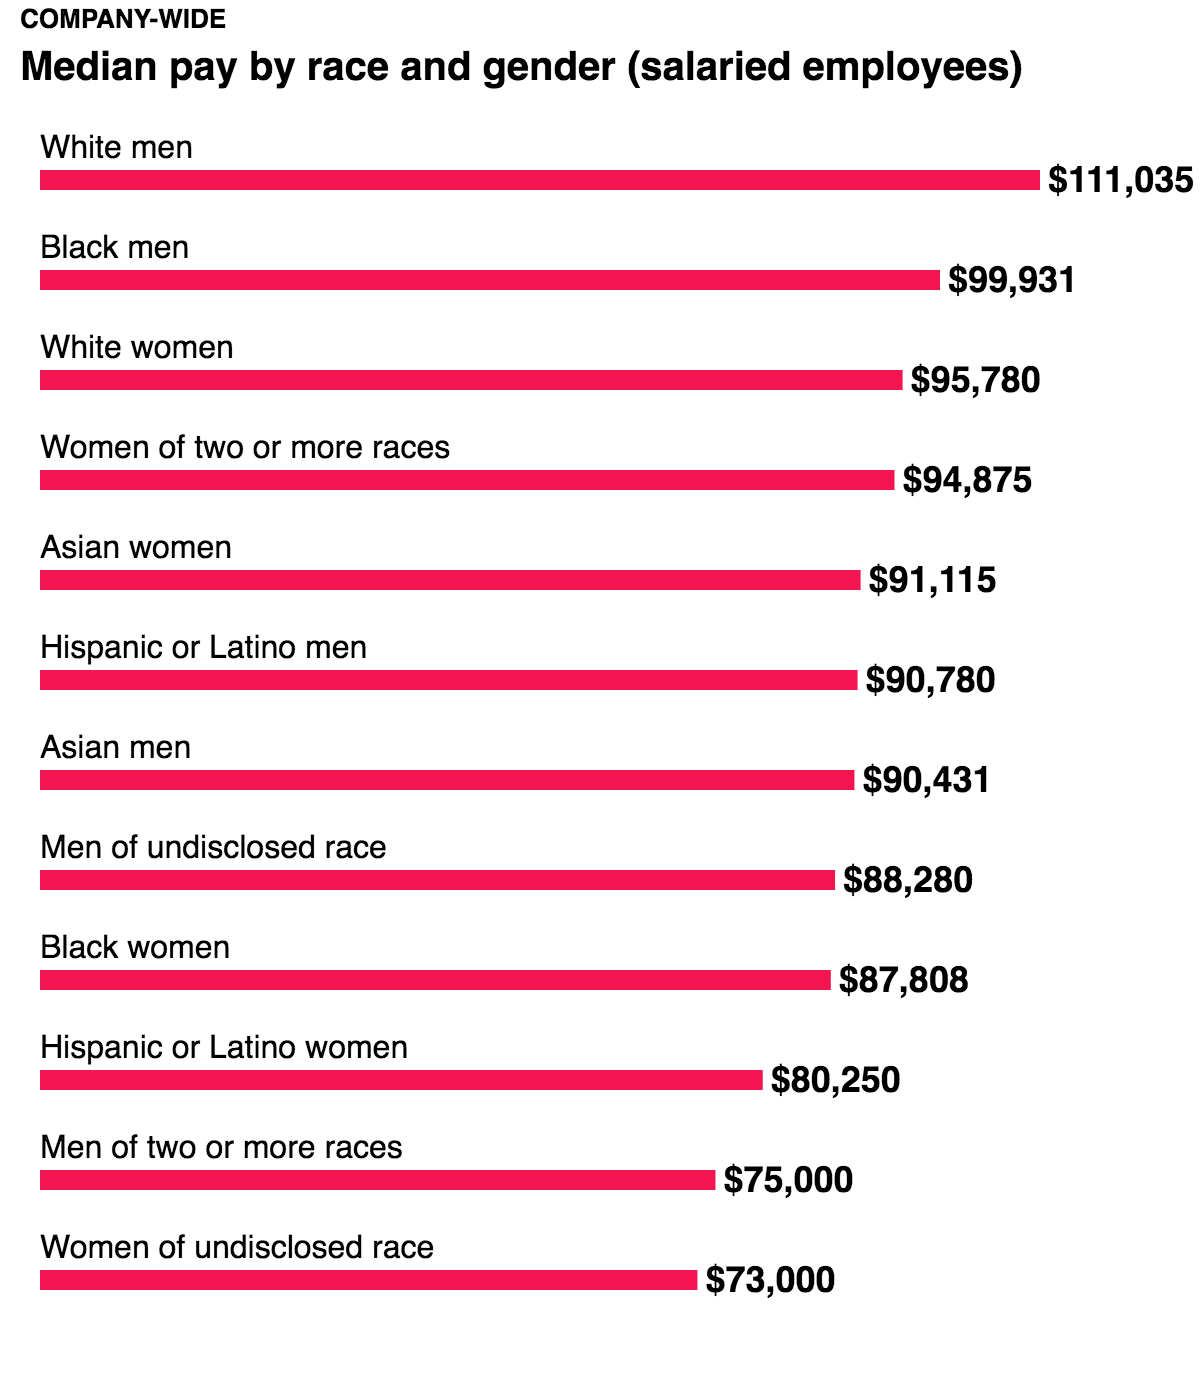 COMPANY-WIDE
Median pay by race and gender (salaried employees)
White men
$111,035
Black men
$99,931
White women
$95,780
Women of two or more races
$94,875
Asian women
$91,115
Hispanic or Latino men
$90,780
Asian men
$90,431
Men of undisclosed race
$88,280
Black women
$87,808
Hispanic or Latino women
$80,250
Men of two or more races
$75,000
Women of undisclosed race
$73,000